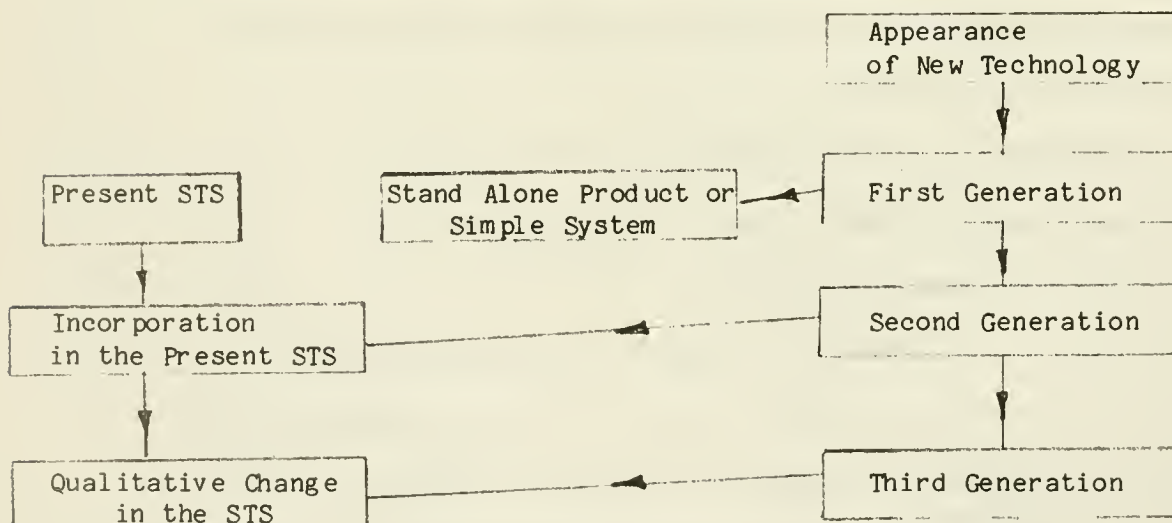 Appearance
of New Technology
Present STS
Stand Alone Product or
Simple System
First Generation
Incorporation
in the Present STS
Second Generation
Qualitative Change
in the STS
Third Generation